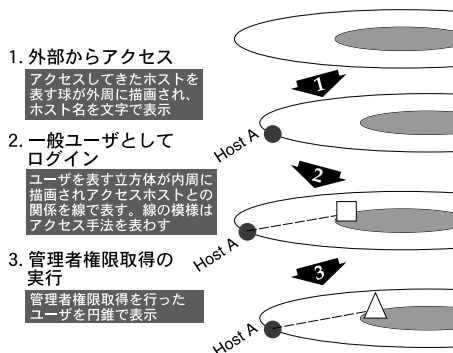 1. 外部からアクセス
アクセスしてきたホストを
表す球が外周に描画され、
ホスト名を文字で表示
2. 一般ユーザとして
ログイン
ユーザを表す立方体が内周に
描画されアクセスホストとの
関係を線で表す。線の模様は
アクセス手法を表わす
3. 管理者権限取得の
実行
管理者権限取得を行った
ユーザを円錐で表示
1
Host A
2
Host A
3
Host A